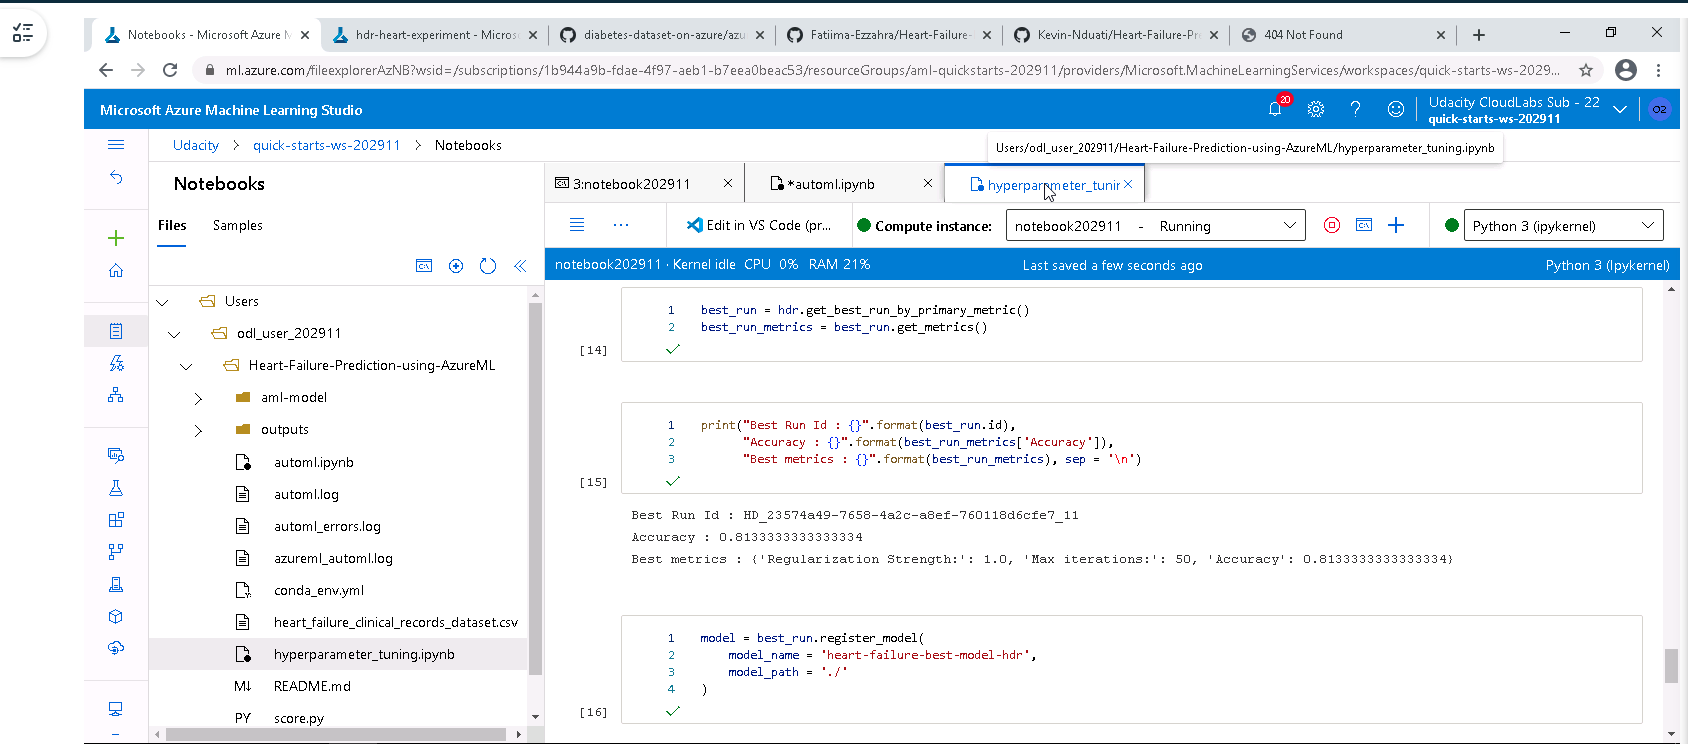 Notebooks - Microsoft Azure M
hdr-heart-experiment - Micros
diabetes-dataset-on-azure/azu
Fatiima-Ezzahra/Heart-Failure-
Kevin-Nduati/Heart-Failure-Pr
404 Not Found
ml.azure.com/fileexplorerAzNB?wsid=/subscriptions/1b944a9b-fdae-4f97-aeb1-b7eea0beac53/resourceGroups/aml-quickstarts-202911/providers/Microsoft.MachineLearningServices/workspaces/quick-starts-ws-2029...
Microsoft Azure Machine Learning Studio
20
Udacity CloudLabs Sub - 22
quick-starts-ws-202911
O2
Udacity > quick-starts-ws-202911 > Notebooks
Users/odl_user_202911/Heart-Failure-Prediction-using-AzureML/hyperparameter_tuning.ipynb
Notebooks
3:notebook202911
*automl.ipynb
hyperparameter_tunir
Files
Samples
Edit in VS Code (pr...
Compute instance:
notebook202911 - Running
Python 3 (ipykernel)
notebook202911 · Kernel idle CPU 0% RAM 21%
Last saved a few seconds ago
Python 3 (Ipykernel)
Users
odl_user_202911
Heart-Failure-Prediction-using-AzureML
aml-model
outputs
automl.ipynb
automl.log
automl_errors.log
azureml_automl.log
conda_env.yml
heart_failure_clinical_records_dataset.csv
hyperparameter_tuning.ipynb
M↓ README.md
PY score.py
1 best_run = hdr.get_best_run_by_primary_metric()
2 best_run_metrics = best_run.get_metrics()
[14]
1 print("Best Run Id : {}".format(best_run.id),
2 "Accuracy : {}".format(best_run_metrics['Accuracy']),
3 "Best metrics : {}".format(best_run_metrics), sep = '\n')
[15]
Best Run Id : HD_23574a49-7658-4a2c-a8ef-760118d6cfe7_11
Accuracy : 0.8133333333333334
Best metrics : {'Regularization Strength:': 1.0, 'Max iterations:': 50, 'Accuracy': 0.8133333333333334}
1 model = best_run.register_model(
2 model_name = 'heart-failure-best-model-hdr',
3 model_path = './'
4 )
[16]